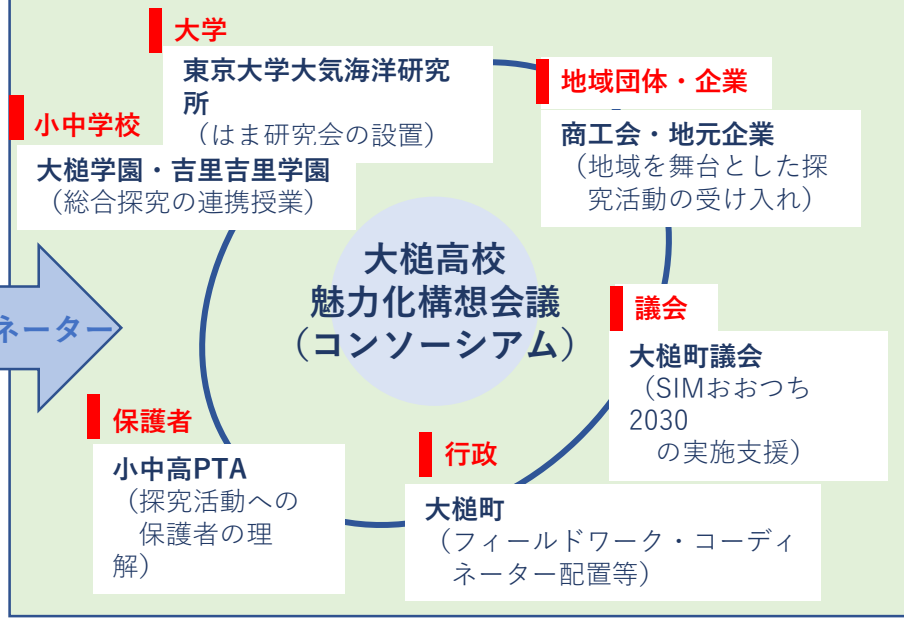 大学
東京大学大気海洋研究
所
（はま研究会の設置）
地域団体・企業
商工会・地元企業
（地域を舞台とした探
究活動の受け入れ）
小中学校
大槌学園・吉里吉里学園
（総合探究の連携授業）
大槌高校
魅力化構想会議
（コンソーシアム）
ネーター
議会
大槌町議会
（SIMおおつち
2030
の実施支援）
保護者
小中高PTA
（探究活動への
保護者の理
解）
行政
大槌町
（フィールドワーク・コーディ
ネーター配置等）